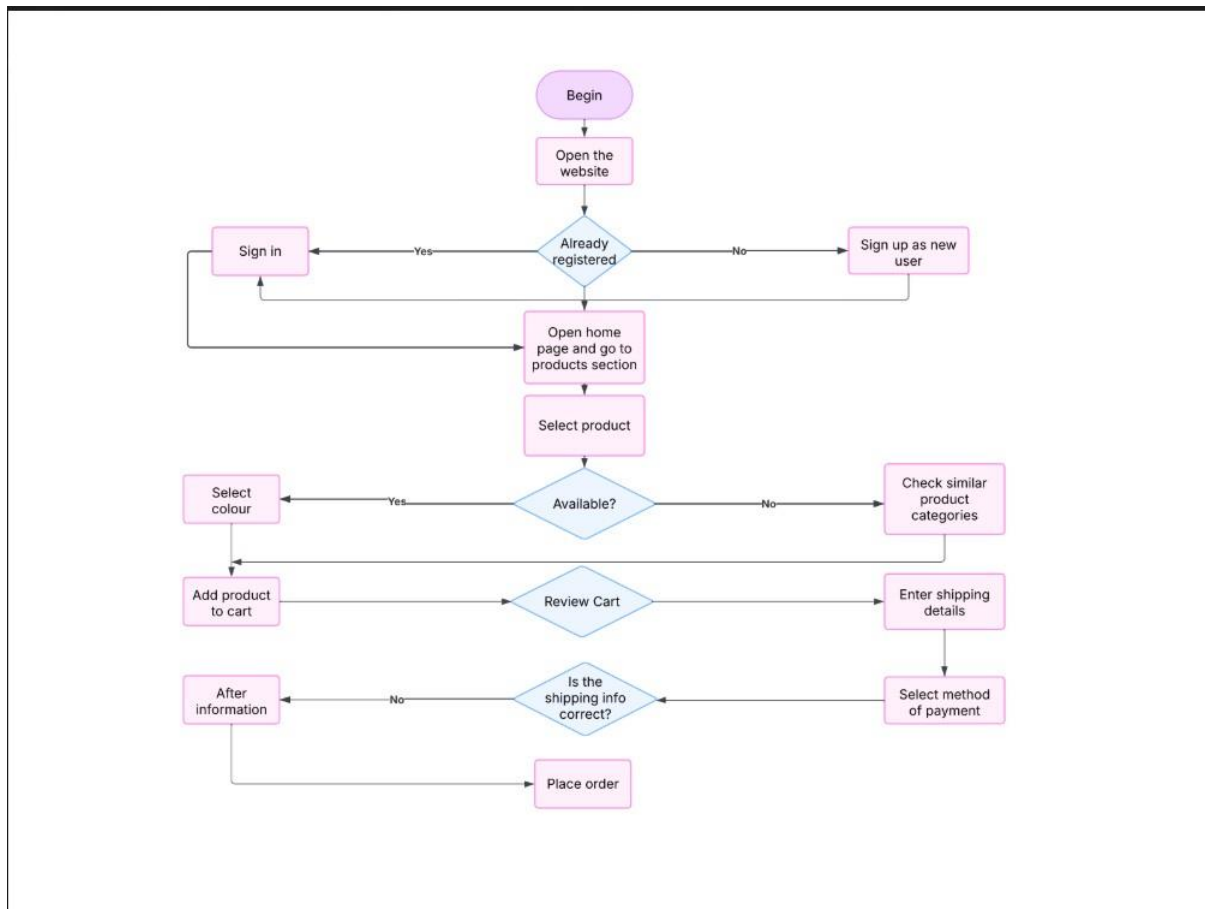 Begin
Open the
website
Already
registered
Yes
No
Sign in
Sign up as new
user
Open home
page and go to
products section
Select product
Available?
Yes
No
Select
colour
Check similar
product
categories
Add product
to cart
Review Cart
Enter shipping
details
After
information
No
Is the
shipping info
correct?
Select method
of payment
Place order